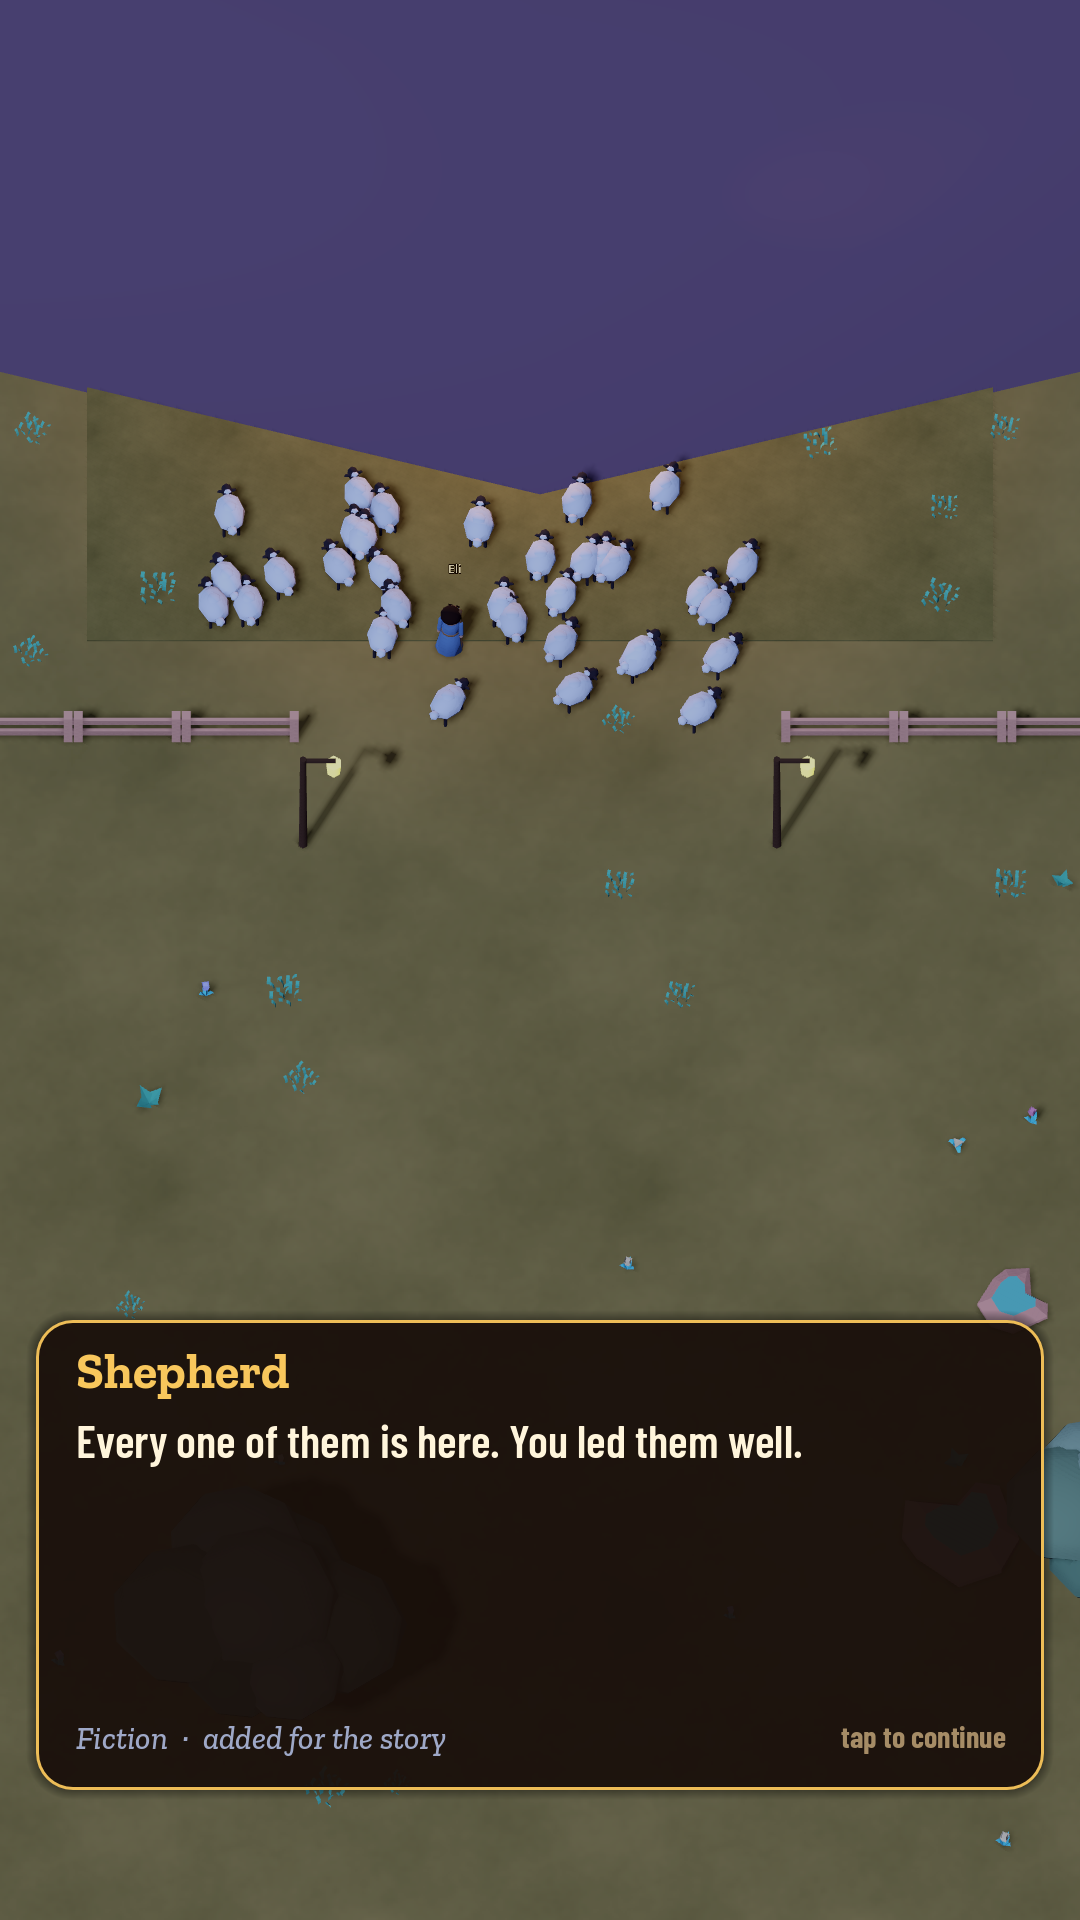 Eli
Shepherd
Every one of them is here. You led them well.
Fiction · added for the story
tap to continue